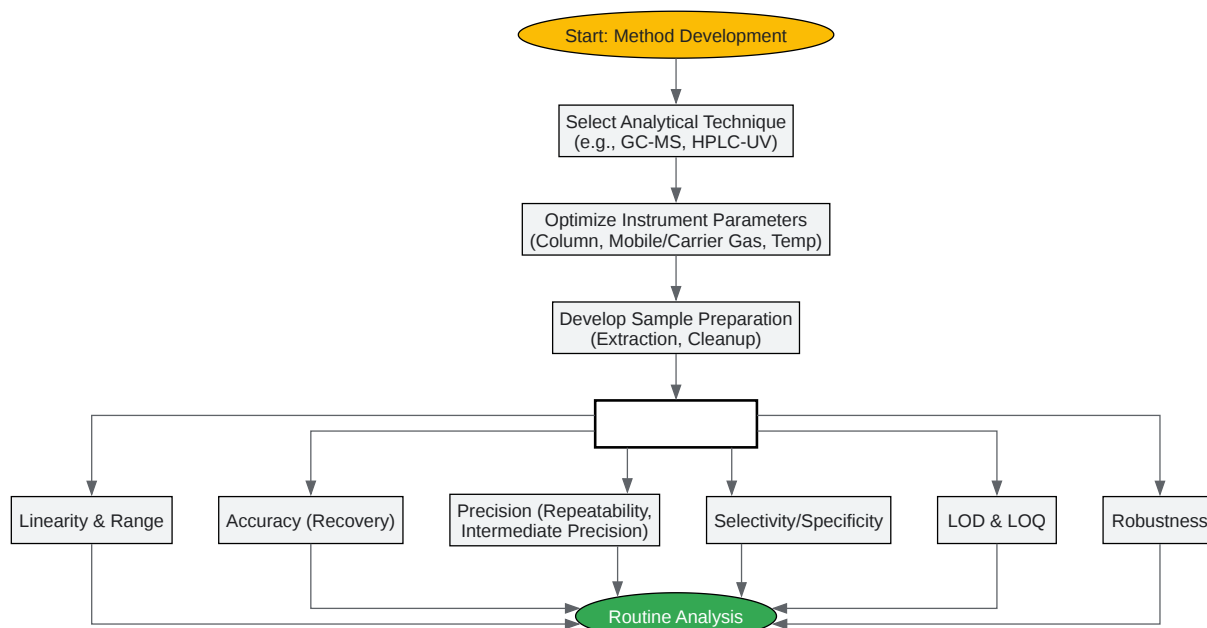 Start: Method Development
Select Analytical Technique
(e.g., GC-MS, HPLC-UV)
Optimize Instrument Parameters
(Column, Mobile/Carrier Gas, Temp)
Develop Sample Preparation
(Extraction, Cleanup)
Linearity & Range
Accuracy (Recovery)
Precision (Repeatability,
Intermediate Precision)
Selectivity/Specificity
LOD & LOQ
Robustness
Routine Analysis